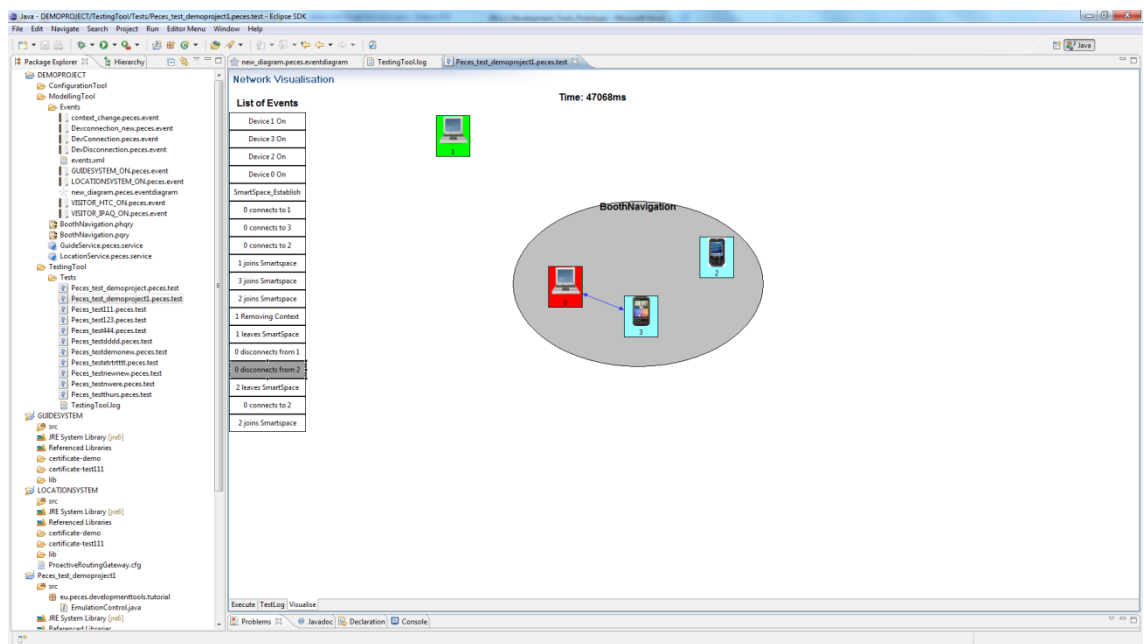 Java - DEMOPROJECT/TestingTool/Tests/Peces_test_demoproject1.peces.test - Eclipse SDK
File Edit Navigate Search Project Run Editor Menu Window Help
Java
Package Explorer
Hierarchy
new_diagram.peces.eventdiagram
TestingTool.log
Peces_test_demoproject1.peces.test
DEMOPROJECT
ConfigurationTool
ModellingTool
Events
context_change.peces.event
Devconnection_new.peces.event
DevConnection.peces.event
DevDisconnection.peces.event
events.xml
GUIDESYSTEM_ON.peces.event
LOCATIONSYSTEM_ON.peces.event
new_diagram.peces.eventdiagram
VISITOR_HTC_ON.peces.event
VISITOR_IPAQ_ON.peces.event
BoothNavigation.phqry
BoothNavigation.pqry
GuideService.peces.service
LocationService.peces.service
TestingTool
Tests
Peces_test_demoproject.peces.test
Peces_test_demoproject1.peces.test
Peces_test111.peces.test
Peces_test123.peces.test
Peces_test444.peces.test
Peces_testdddd.peces.test
Peces_testdemonew.peces.test
Peces_testnewnew.peces.test
Peces_testnwere.peces.test
Peces_testthurs.peces.test
TestingTool.log
GUIDESYSTEM
src
JRE System Library [jre6]
Referenced Libraries
certificate-demo
certificate-test111
lib
LOCATIONSYSTEM
src
JRE System Library [jre6]
Referenced Libraries
certificate-demo
certificate-test111
lib
ProactiveRoutingGateway.cfg
Peces_test_demoproject1
src
eu.peces.developmenttools.tutorial
EmulationControl.java
JRE System Library [jre6]
Referenced Libraries
Network Visualisation
List of Events
Device 1 On
Device 3 On
Device 2 On
Device 0 On
SmartSpace_Establish
0 connects to 1
0 connects to 3
0 connects to 2
1 joins Smartspace
3 joins Smartspace
2 joins Smartspace
1 Removing Context
1 leaves SmartSpace
0 disconnects from 1
0 disconnects from 2
2 leaves SmartSpace
0 connects to 2
2 joins Smartspace
Time: 47068ms
1
BoothNavigation
2
0
3
Execute TestLog Visualise
Problems Javadoc Declaration Console